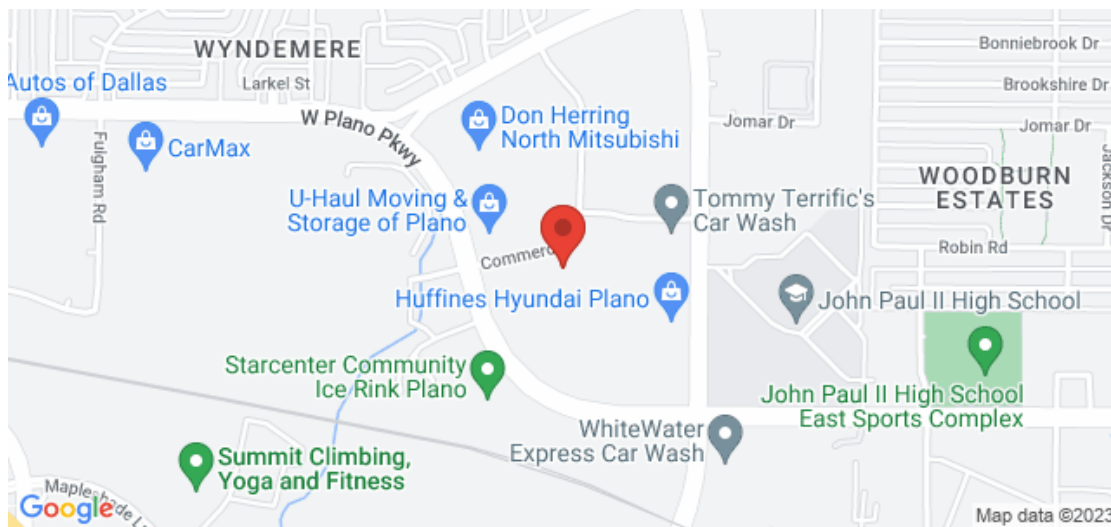 WYNDEMERE
Larkel St
Autos of Dallas
CarMax
Fulgham Rd
W Plano Pkwy
Don Herring
North Mitsubishi
Bonniebrook Dr
Brookshire Dr
Jomar Dr
Jomar Dr
Jackson Dr
WOODBURN
ESTATES
U-Haul Moving &
Storage of Plano
Tommy Terrific's
Car Wash
Robin Rd
Huffines Hyundai Plano
John Paul II High School
Starcenter Community
Ice Rink Plano
John Paul II High School
East Sports Complex
WhiteWater
Express Car Wash
Summit Climbing,
Yoga and Fitness
Google
Map data ©2023